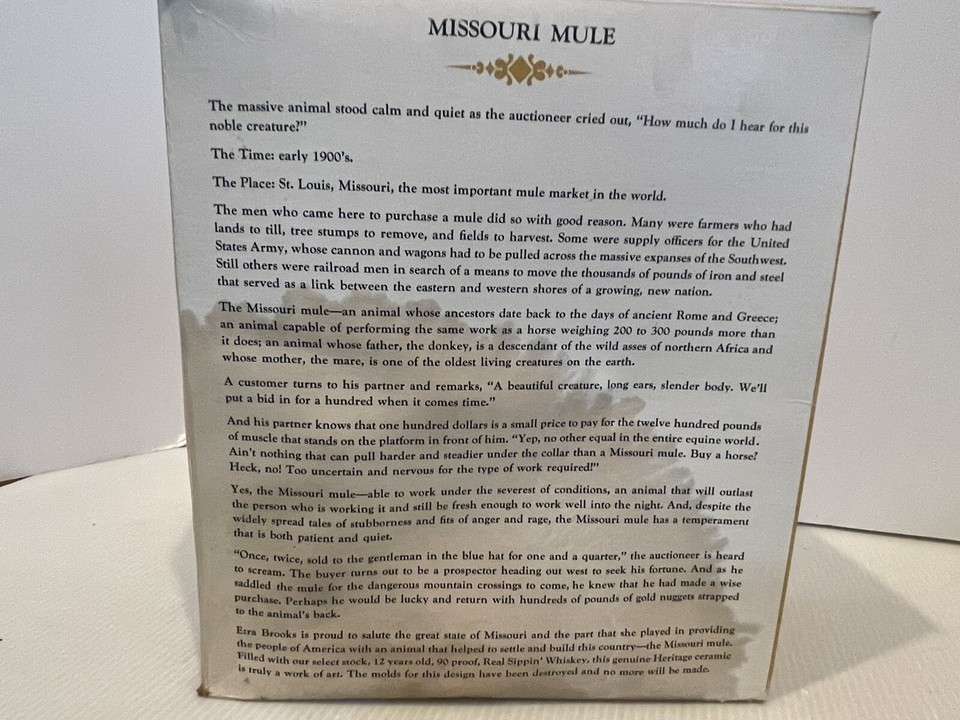 MISSOURI MULE
The massive animal stood calm and quiet as the auctioneer cried out, “How much do I hear for this
noble creature?”
The Time: early 1900’s.
The Place: St. Louis, Missouri, the most important mule market in the world.
The men who came here to purchase a mule did so with good reason. Many were farmers who had
lands to till, tree stumps to remove, and fields to harvest. Some were supply officers for the United
States Army, whose cannon and wagons had to be pulled across the massive expanses of the Southwest.
Still others were railroad men in search of a means to move the thousands of pounds of iron and steel
that served as a link between the eastern and western shores of a growing, new nation.
The Missouri mule—an animal whose ancestors date back to the days of ancient Rome and Greece;
an animal capable of performing the same work as a horse weighing 200 to 300 pounds more than
it does; an animal whose father, the donkey, is a descendant of the wild asses of northern Africa and
whose mother, the mare, is one of the oldest living creatures on the earth.
A customer turns to his partner and remarks, “A beautiful creature, long ears, slender body. We’ll
put a bid in for a hundred when it comes time.”
And his partner knows that one hundred dollars is a small price to pay for the twelve hundred pounds
of muscle that stands on the platform in front of him. “Yep, no other equal in the entire equine world.
Ain’t nothing that can pull harder and steadier under the collar than a Missouri mule. Buy a horse?
Heck, no! Too uncertain and nervous for the type of work required!”
Yes, the Missouri mule—able to work under the severest of conditions, an animal that will outlast
the person who is working it and still be fresh enough to work well into the night. And, despite the
widely spread tales of stubborness and fits of anger and rage, the Missouri mule has a temperament
that is both patient and quiet.
“Once, twice, sold to the gentleman in the blue hat for one and a quarter,” the auctioneer is heard
to scream. The buyer turns out to be a prospector heading out west to seek his fortune. And as he
saddled the mule for the dangerous mountain crossings to come, he knew that he had made a wise
purchase. Perhaps he would be lucky and return with hundreds of pounds of gold nuggets strapped
to the animal’s back.
Ezra Brooks is proud to salute the great state of Missouri and the part that she played in providing
the people of America with an animal that helped to settle and build this country—the Missouri mule.
Filled with our select stock, 12 years old, 90 proof, Real Sippin’ Whiskey, this genuine Heritage ceramic
is truly a work of art. The molds for this design have been destroyed and no more will be made.